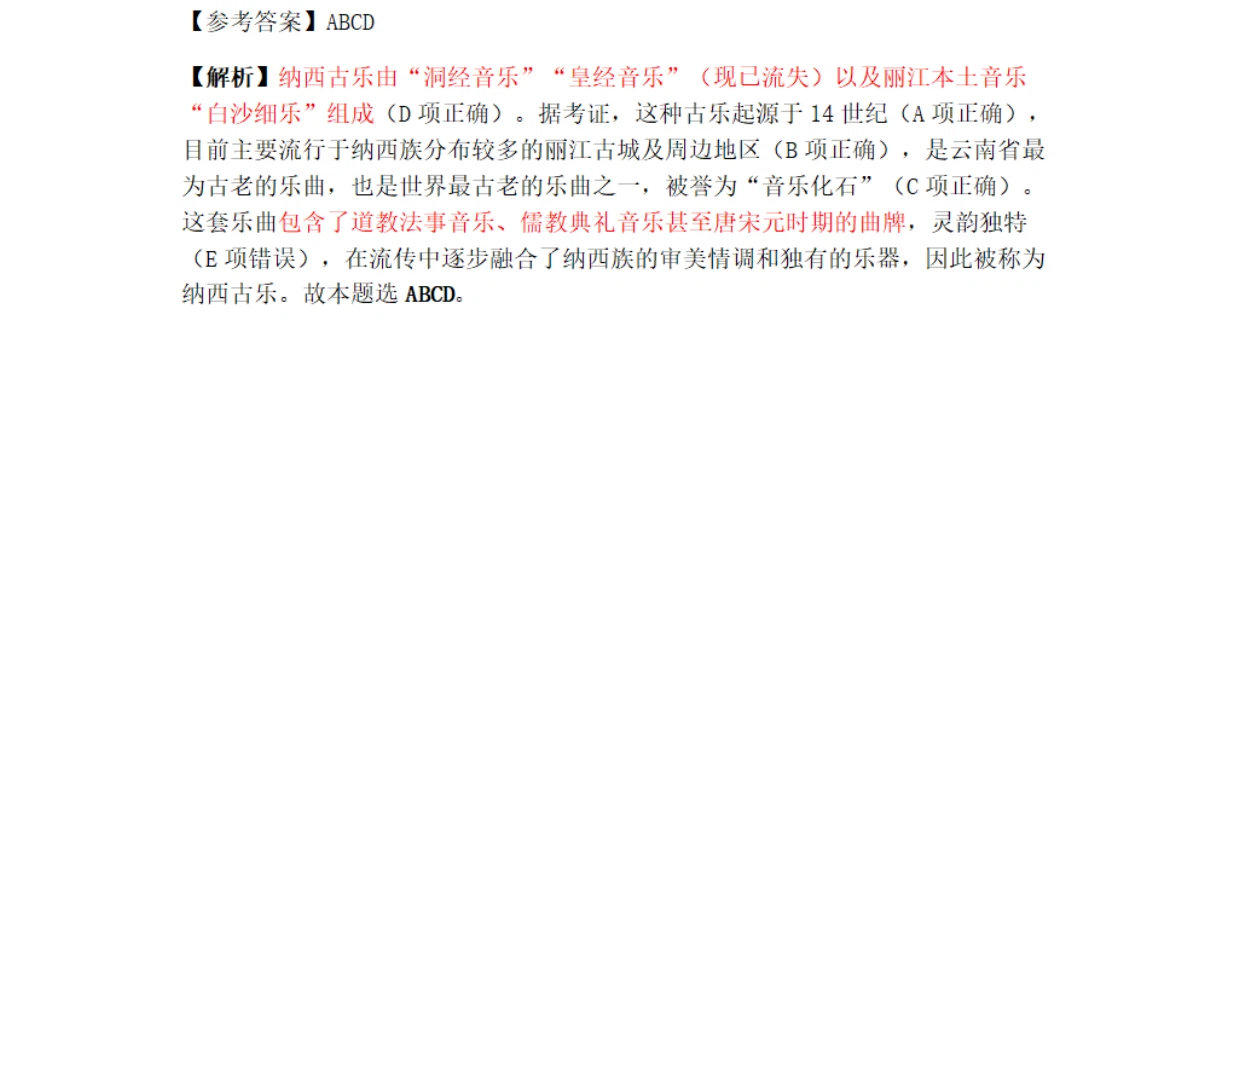 【参考答案】ABCD
【解析】纳西古乐由“洞经音乐”“皇经音乐”（现已流失）以及丽江本土音乐
“白沙细乐”组成（D 项正确）。据考证，这种古乐起源于 14 世纪（A 项正确），
目前主要流行于纳西族分布较多的丽江古城及周边地区（B 项正确），是云南省最
为古老的乐曲，也是世界最古老的乐曲之一，被誉为“音乐化石”（C 项正确）。
这套乐曲包含了道教法事音乐、儒教典礼音乐甚至唐宋元时期的曲牌，灵韵独特
（E 项错误），在流传中逐步融合了纳西族的审美情调和独有的乐器，因此被称为
纳西古乐。故本题选 ABCD。